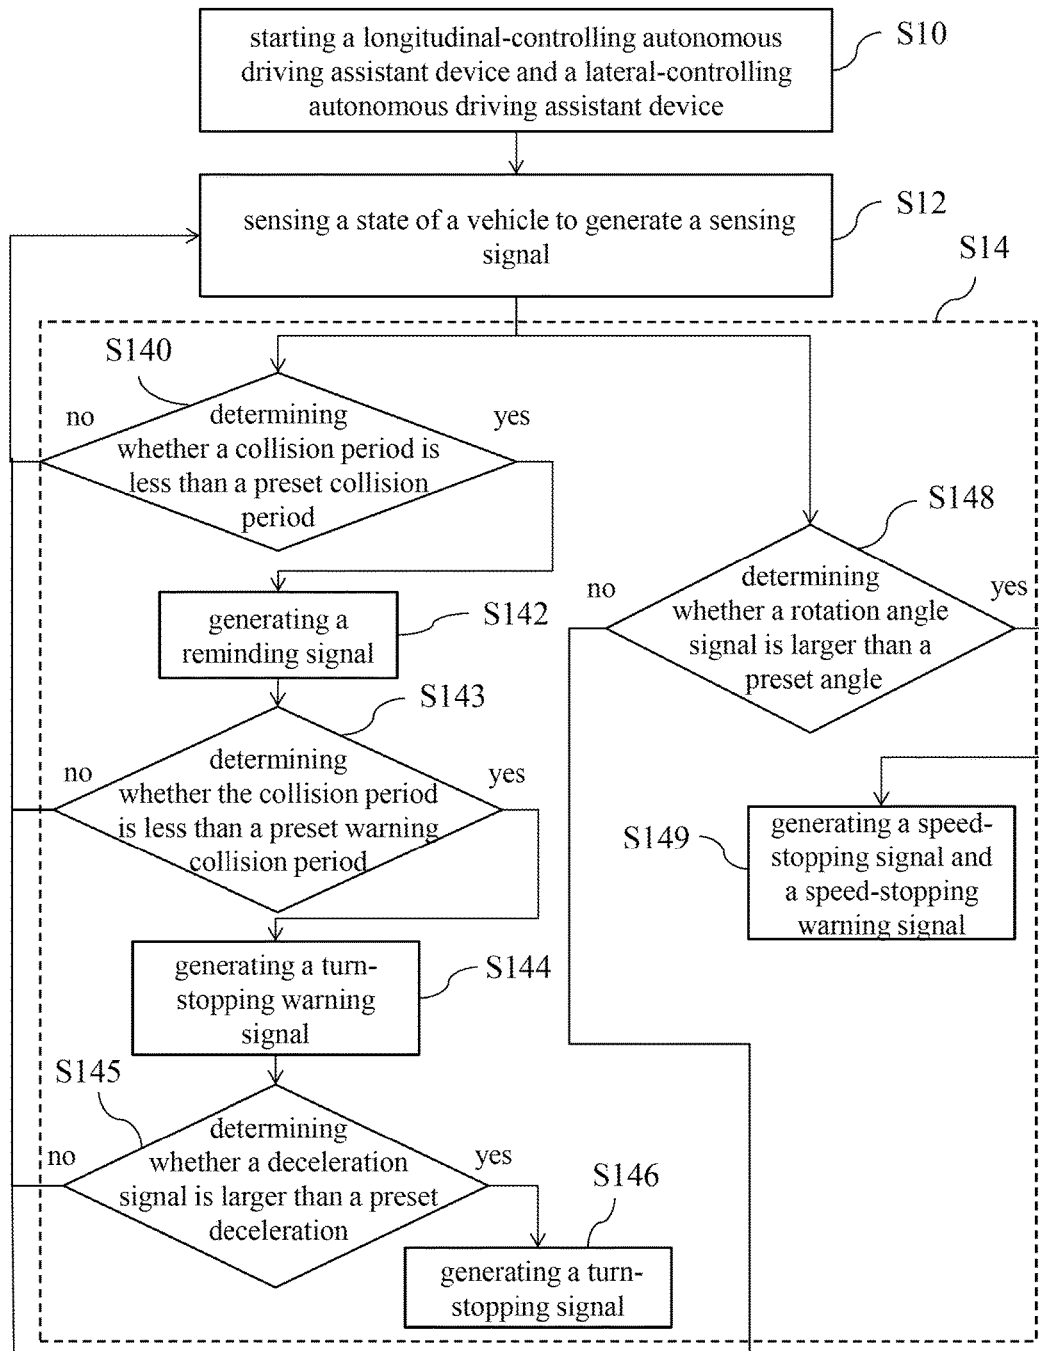 starting a longitudinal-controlling autonomous
driving assistant device and a lateral-controlling
autonomous driving assistant device
S10
sensing a state of a vehicle to generate a sensing
signal
S12
S14
S140
no
yes
determining
whether a collision period is
less than a preset collision
period
S148
no
yes
determining
whether a rotation angle
signal is larger than a
preset angle
generating a
reminding signal
S142
S143
no
yes
determining
whether the collision period
is less than a preset warning
collision period
S149
generating a speed-
stopping signal and
a speed-stopping
warning signal
generating a turn-
stopping warning
signal
S144
S145
no
yes
determining
whether a deceleration
signal is larger than a preset
deceleration
S146
generating a turn-
stopping signal